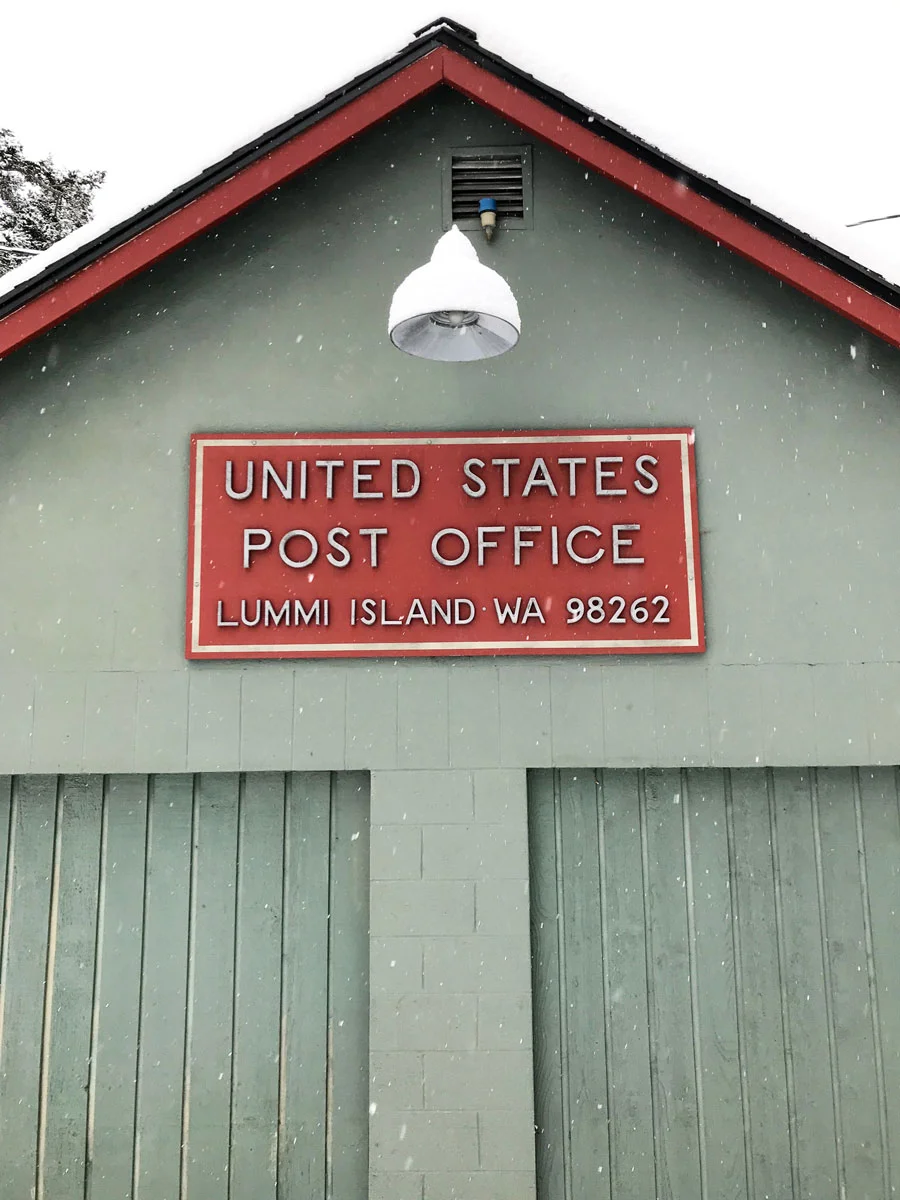 UNITED STATES
POST OFFICE
LUMMI ISLAND · WA 98262